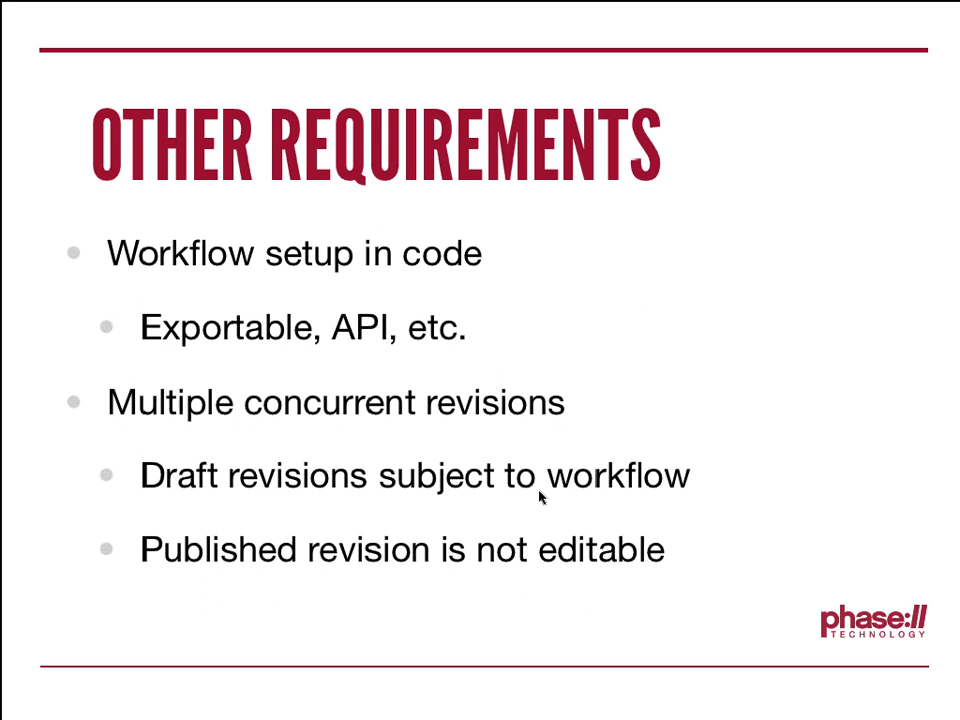 OTHER REQUIREMENTS
Workflow setup in code
Exportable, API, etc.
Multiple concurrent revisions
Draft revisions subject to workflow
Published revision is not editable
phase:ll
TECHNOLOGY